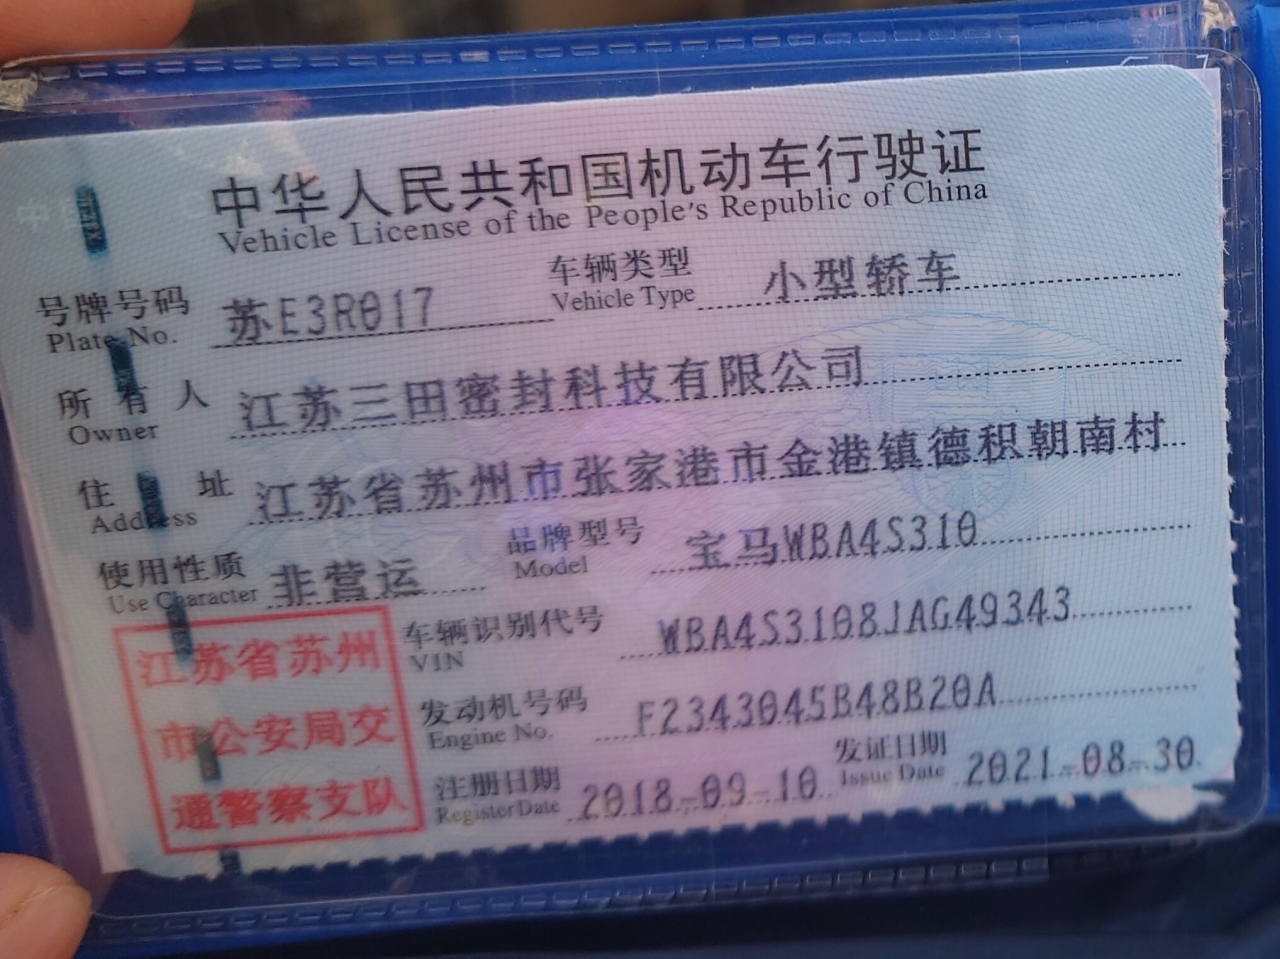 中华人民共和国机动车行驶证
Vehicle License of the People's Republic of China
号牌号码 苏E3R017 车辆类型 小型轿车
Plate No. Vehicle Type
所有人 江苏三田密封科技有限公司
Owner
住址 江苏省苏州市张家港市金港镇德积朝南村
Address
使用性质 非营运 品牌型号 宝马WBA4S310
Use Character Model
江苏省苏州
市公安局交
通警察支队
车辆识别代号 WBA4S3108JAG49343
VIN
发动机号码 F2343045B48B20A
Engine No.
注册日期 2018-09-10 发证日期 2021-08-30
Register Date Issue Date